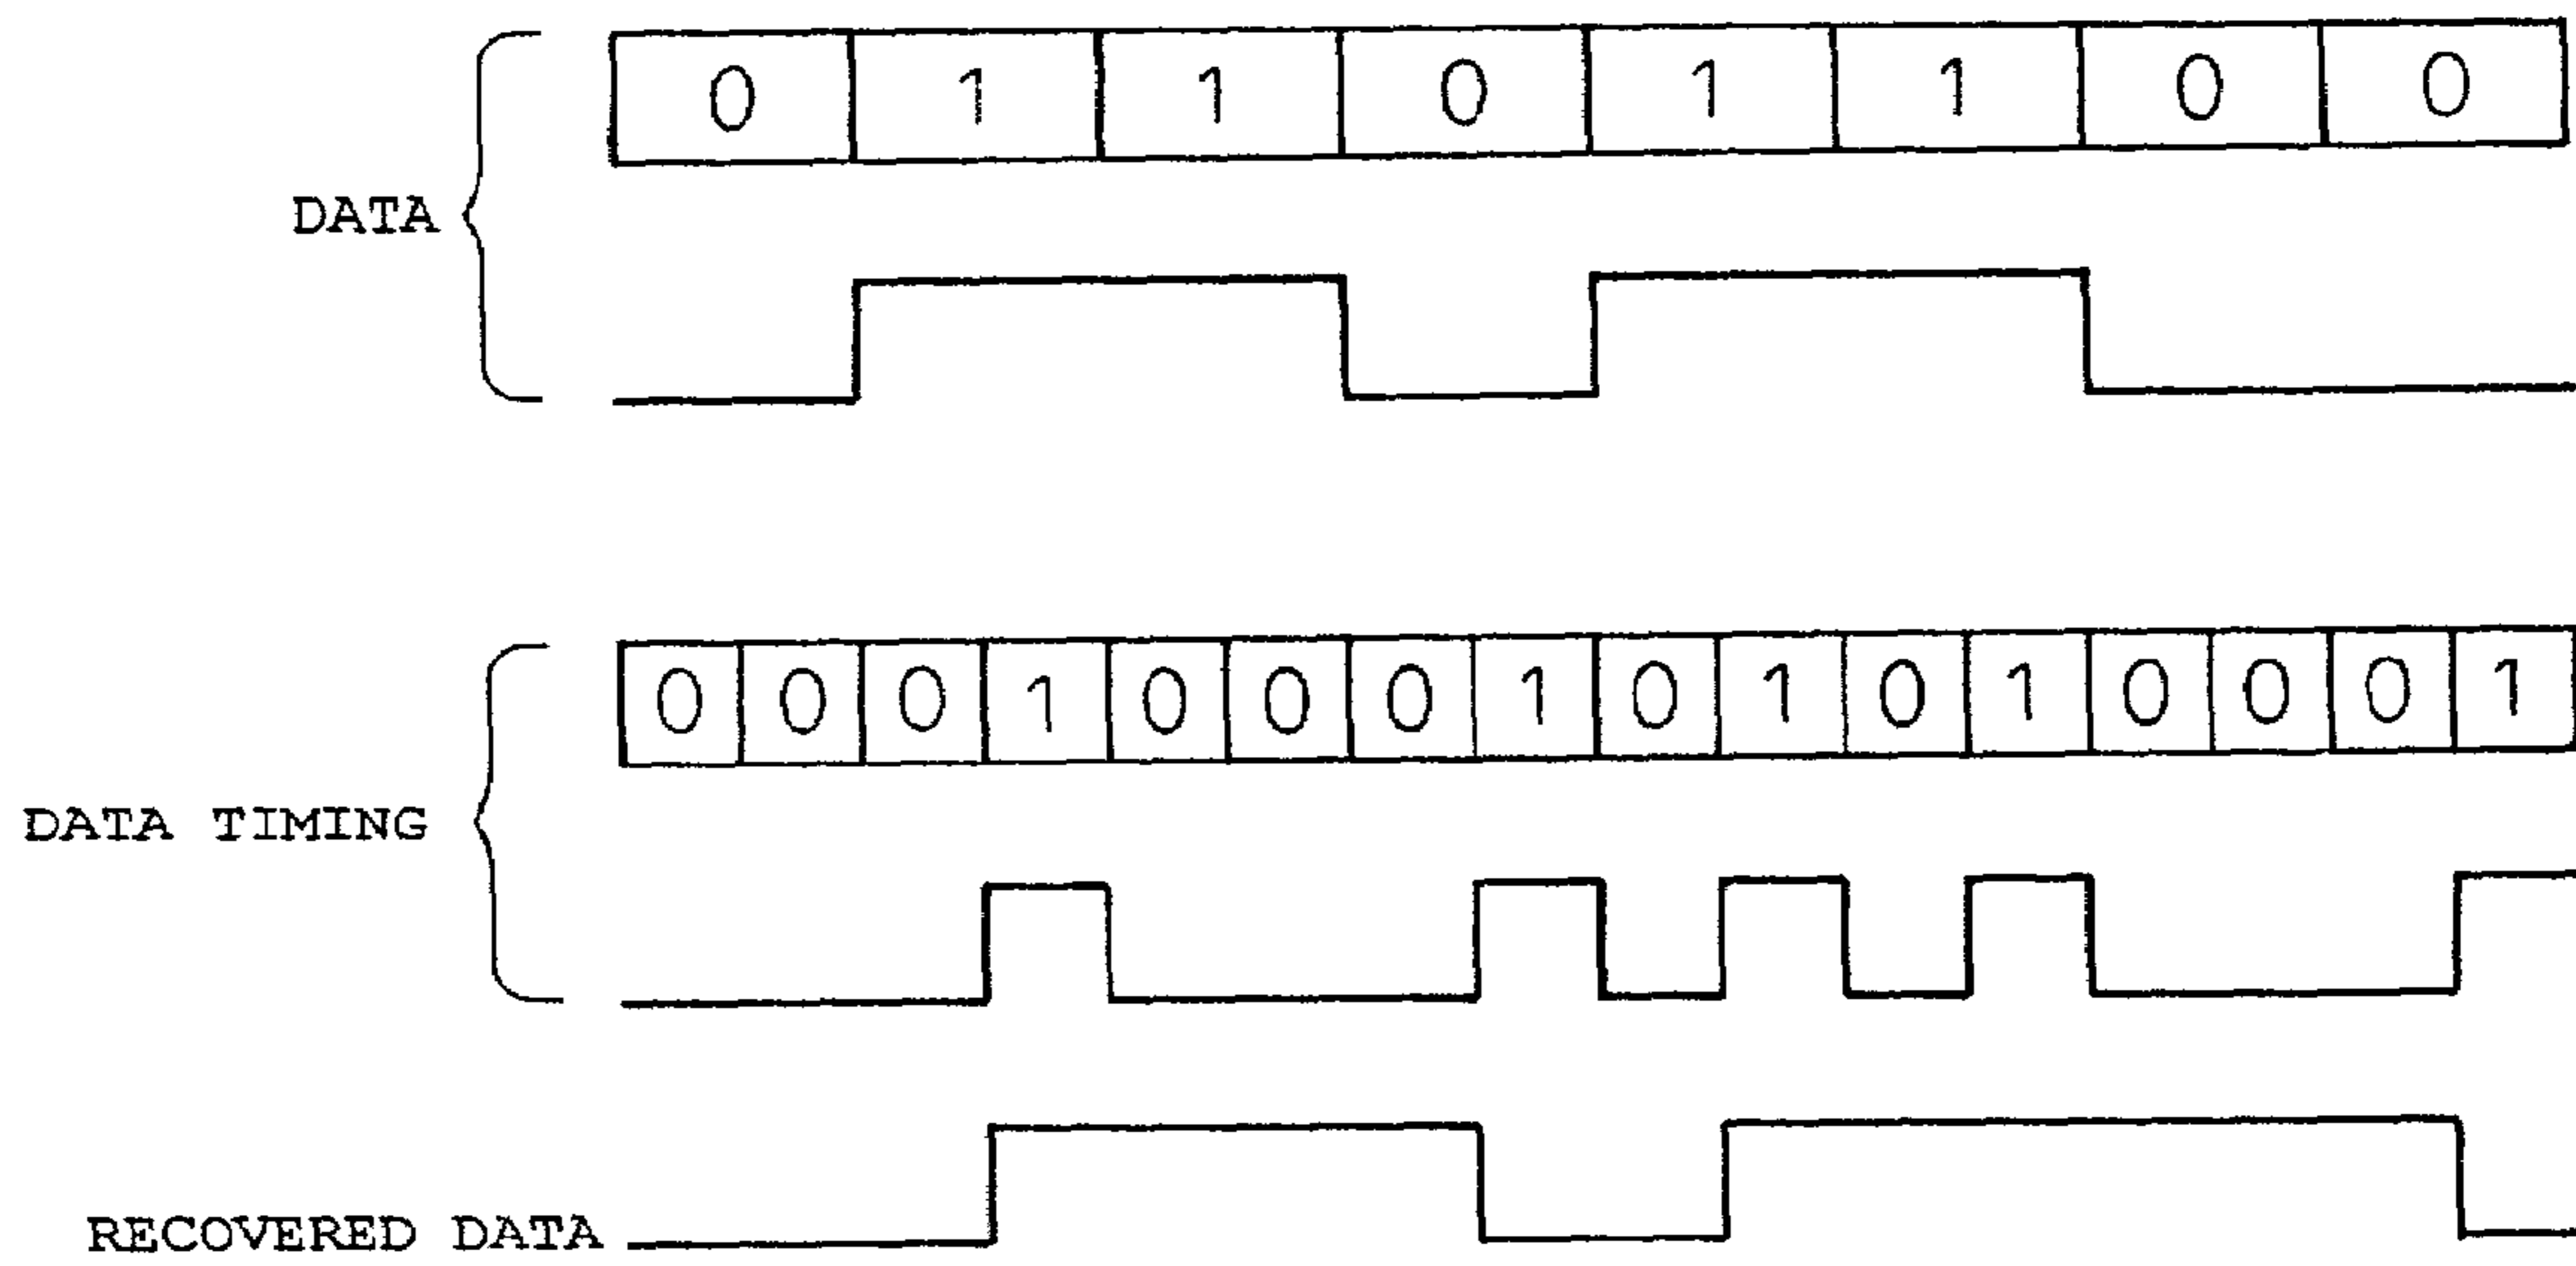 0 1 1 0 1 1 0 0
DATA
0 0 0 1 0 0 0 1 0 1 0 1 0 0 0 1
DATA TIMING
RECOVERED DATA